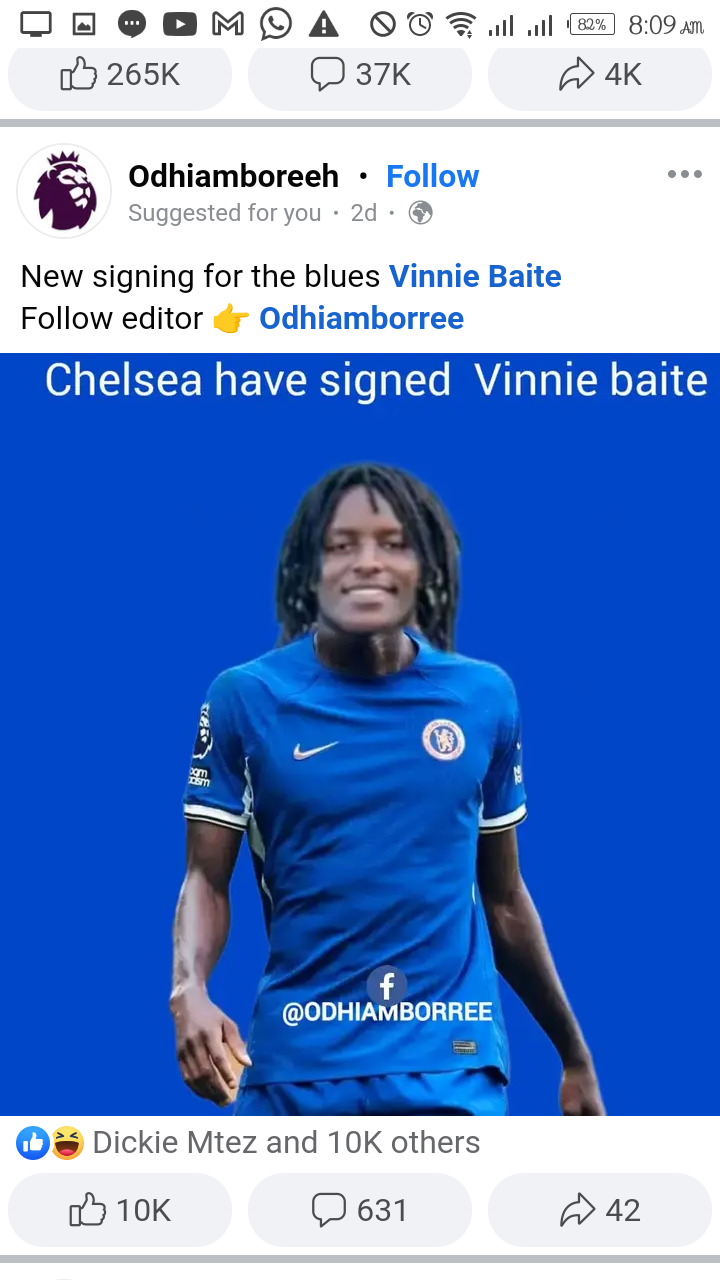 82% 8:09 AM
265K 37K 4K
Odhiamboreeh • Follow
Suggested for you · 2d ·
New signing for the blues Vinnie Baite
Follow editor 👉 Odhiamborree
Chelsea have signed Vinnie baite
f
@ODHIAMBORREE
Dickie Mtez and 10K others
10K 631 42